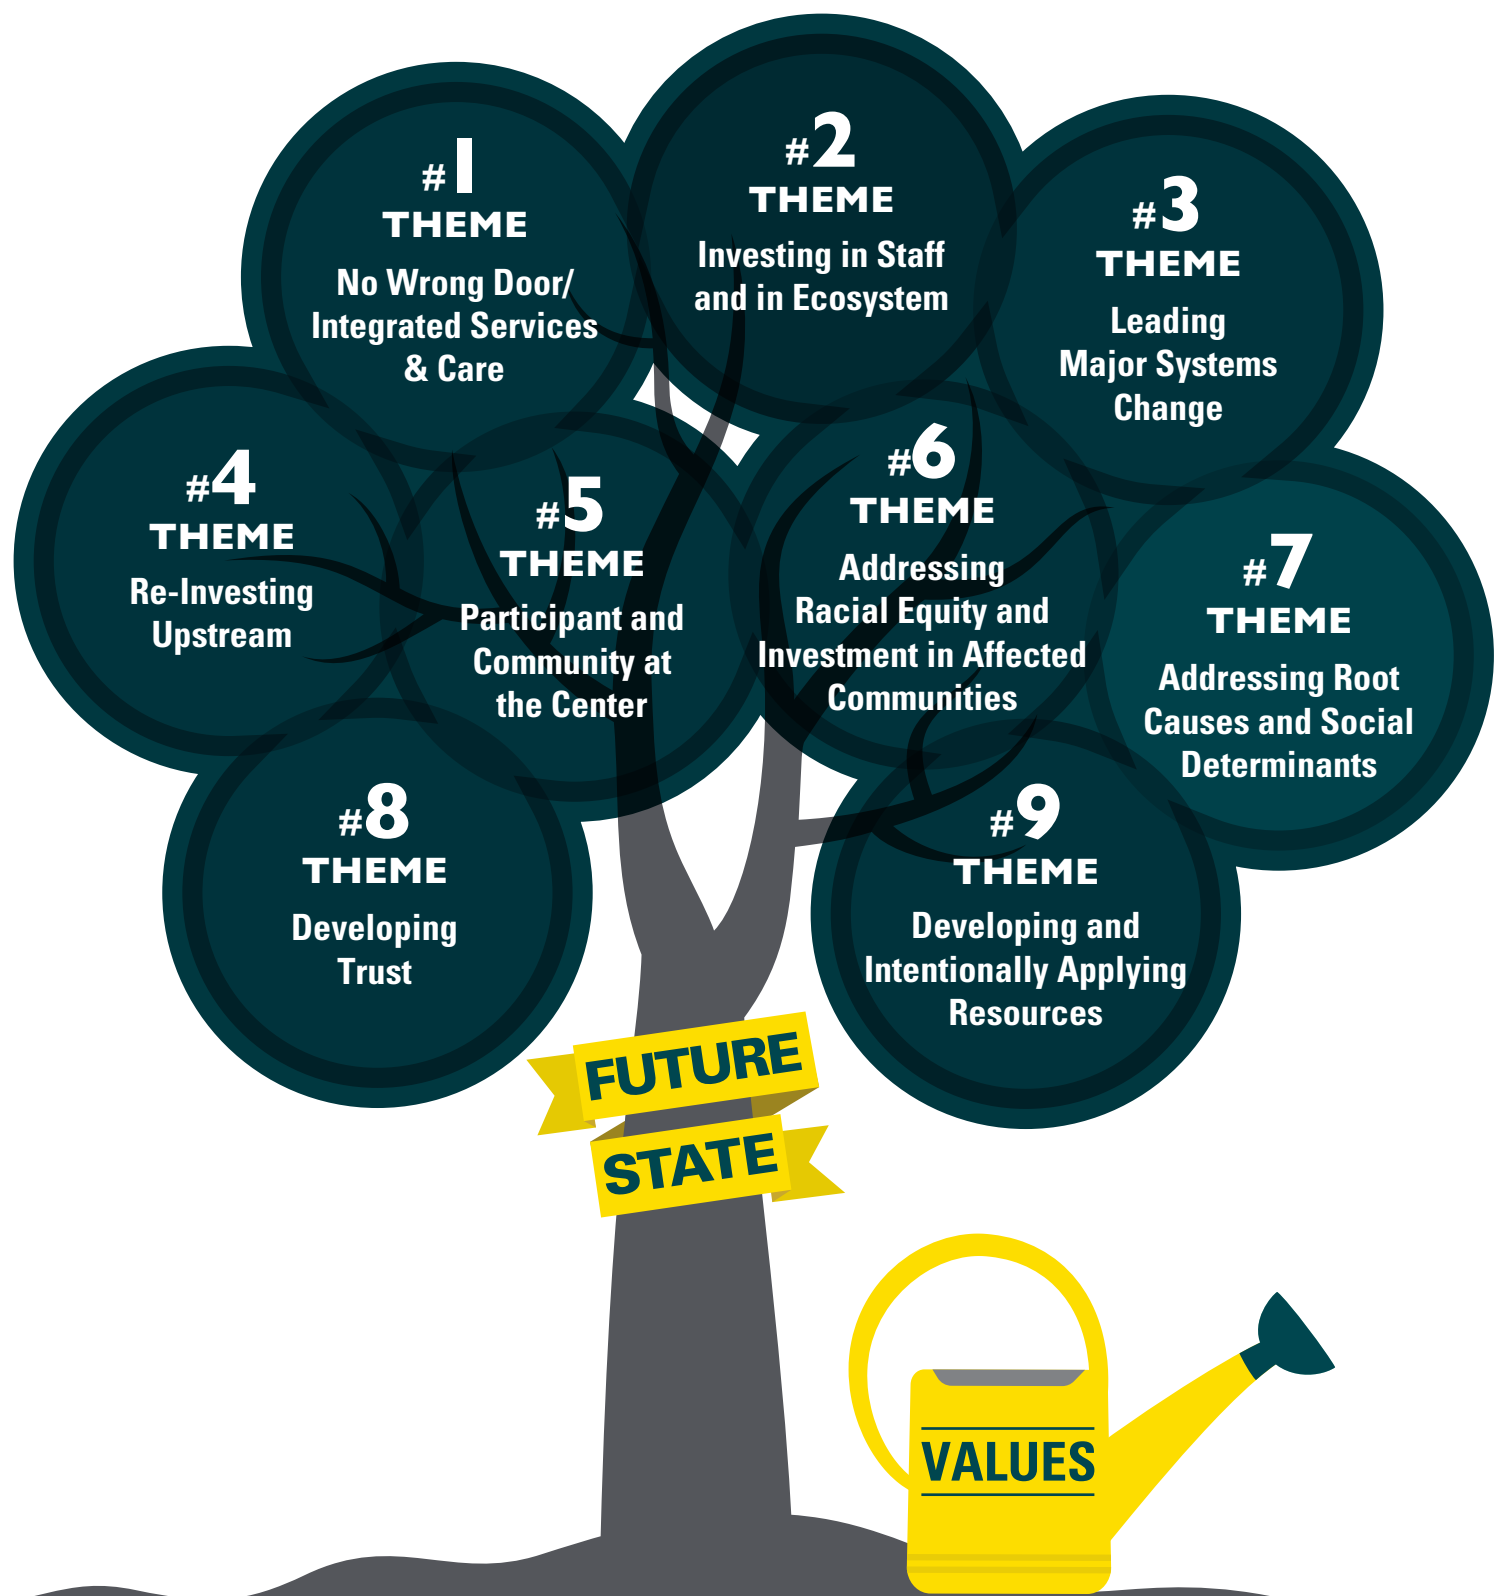 #1
THEME
No Wrong Door/
Integrated Services
& Care
#2
THEME
Investing in Staff
and in Ecosystem
#3
THEME
Leading
Major Systems
Change
#4
THEME
Re-Investing
Upstream
#5
THEME
Participant and
Community at
the Center
#6
THEME
Addressing
Racial Equity and
Investment in Affected
Communities
#7
THEME
Addressing Root
Causes and Social
Determinants
#8
THEME
Developing
Trust
#9
THEME
Developing and
Intentionally Applying
Resources
FUTURE
STATE
VALUES